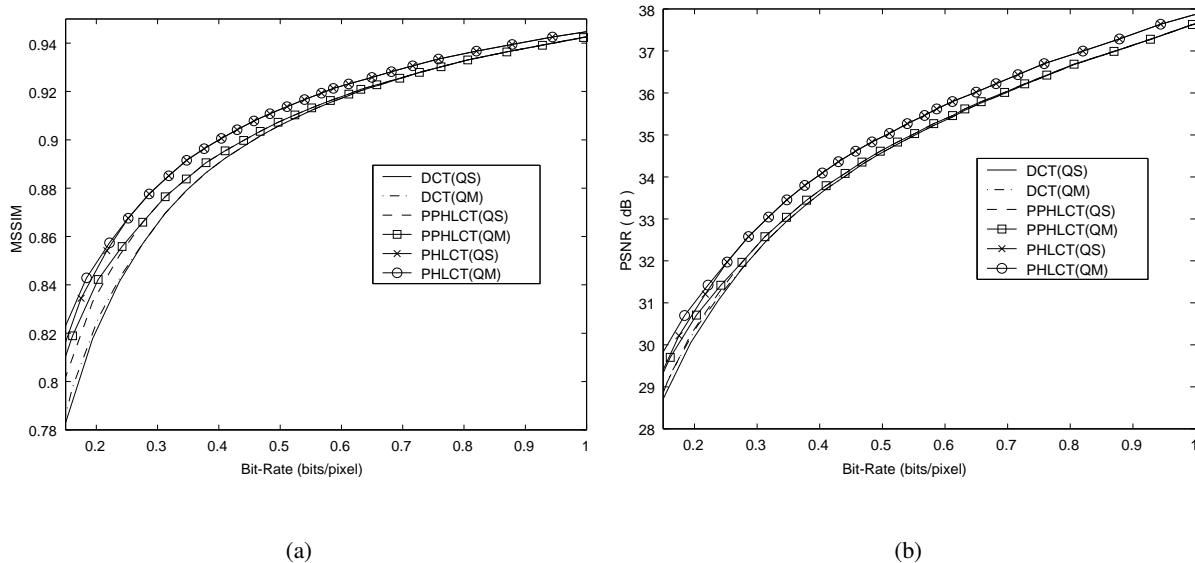 0.94
0.92
0.9
0.88
0.86
0.84
0.82
0.8
0.78
MSSIM
0.2 0.3 0.4 0.5 0.6 0.7 0.8 0.9 1
Bit-Rate (bits/pixel)
DCT(QS)
DCT(QM)
PPHLCT(QS)
PPHLCT(QM)
PHLCT(QS)
PHLCT(QM)
(a)
38
37
36
35
34
33
32
31
30
29
28
PSNR ( dB )
0.2 0.3 0.4 0.5 0.6 0.7 0.8 0.9 1
Bit-Rate (bits/pixel)
DCT(QS)
DCT(QM)
PPHLCT(QS)
PPHLCT(QM)
PHLCT(QS)
PHLCT(QM)
(b)